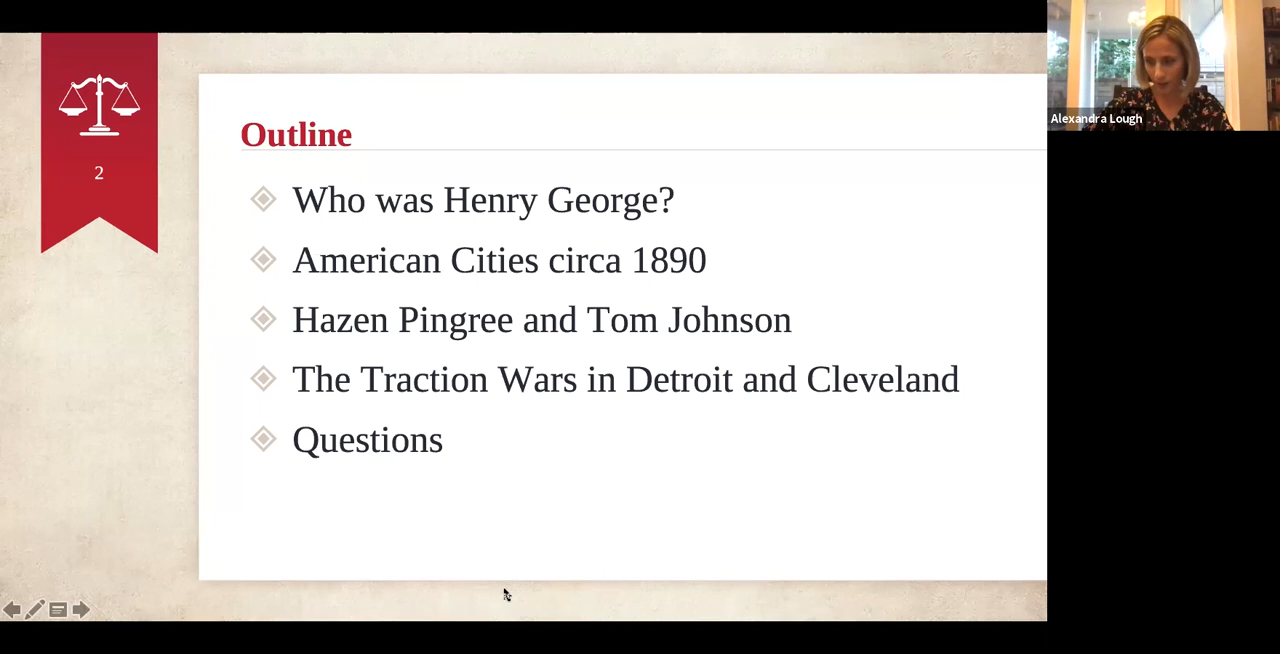 2
Outline
Who was Henry George?
American Cities circa 1890
Hazen Pingree and Tom Johnson
The Traction Wars in Detroit and Cleveland
Questions
Alexandra Lough